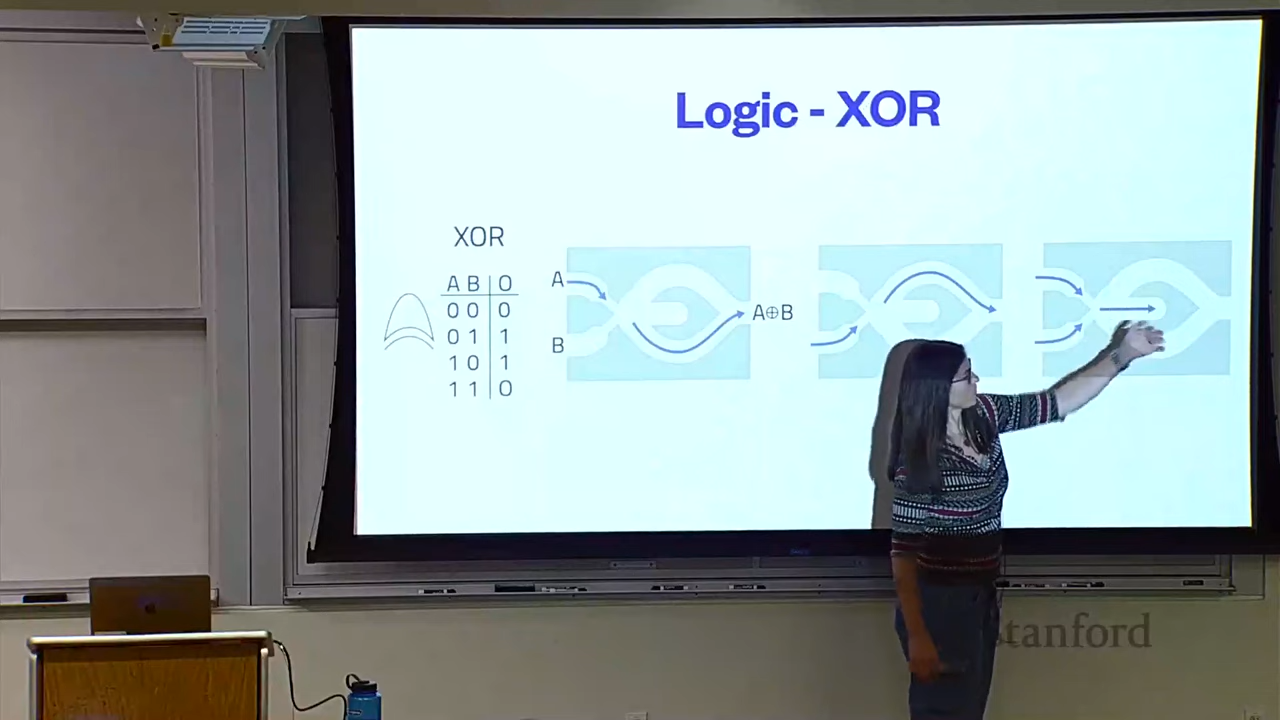 Logic - XOR
XOR
A B | O
0 0 | 0
0 1 | 1
1 0 | 1
1 1 | 0
A
B
A⊕B
Stanford